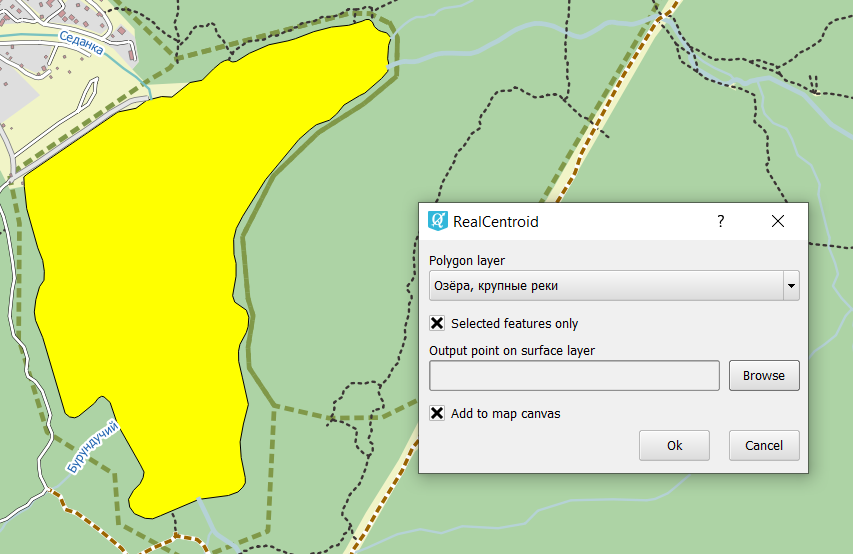 Седанка
Бурундучий
RealCentroid
?
Polygon layer
Озёра, крупные реки
Selected features only
Output point on surface layer
Browse
Add to map canvas
Ok
Cancel